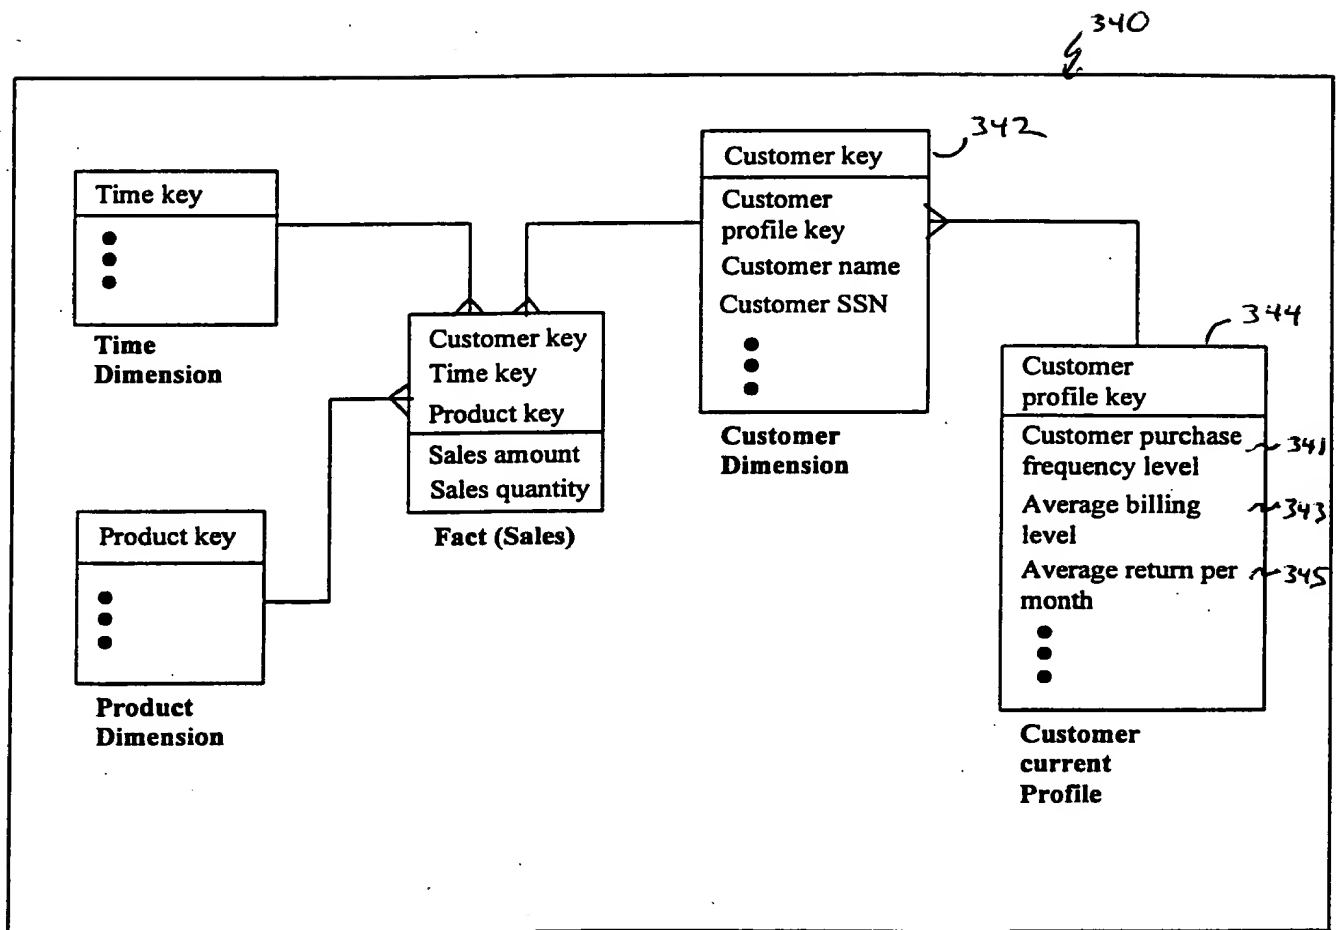 340
Time key
Time
Dimension
Product key
Product
Dimension
Customer key
Time key
Product key
Sales amount
Sales quantity
Fact (Sales)
342
Customer key
Customer
profile key
Customer name
Customer SSN
Customer
Dimension
344
Customer
profile key
Customer purchase
frequency level
341
Average billing
level
343
Average return per
month
345
Customer
current
Profile